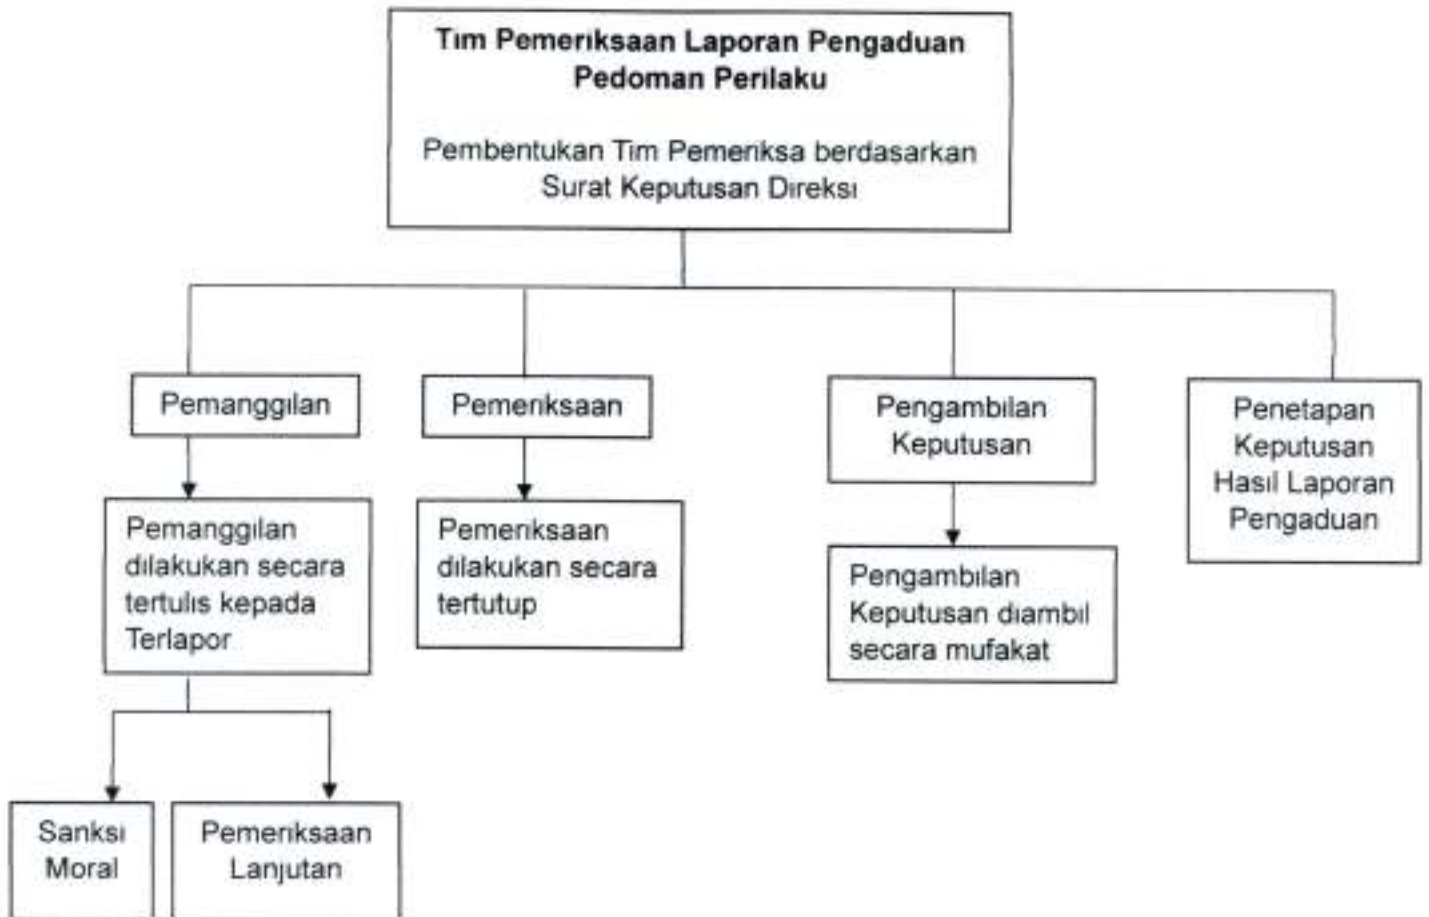 Tim Pemeriksaan Laporan Pengaduan
Pedoman Perilaku
Pembentukan Tim Pemeriksa berdasarkan
Surat Keputusan Direksi
Pemanggilan
Pemeriksaan
Pengambilan
Keputusan
Penetapan
Keputusan
Hasil Laporan
Pengaduan
Pemanggilan
dilakukan secara
tertulis kepada
Terlapor
Pemeriksaan
dilakukan secara
tertutup
Pengambilan
Keputusan diambil
secara mufakat
Sanksi
Moral
Pemeriksaan
Lanjutan